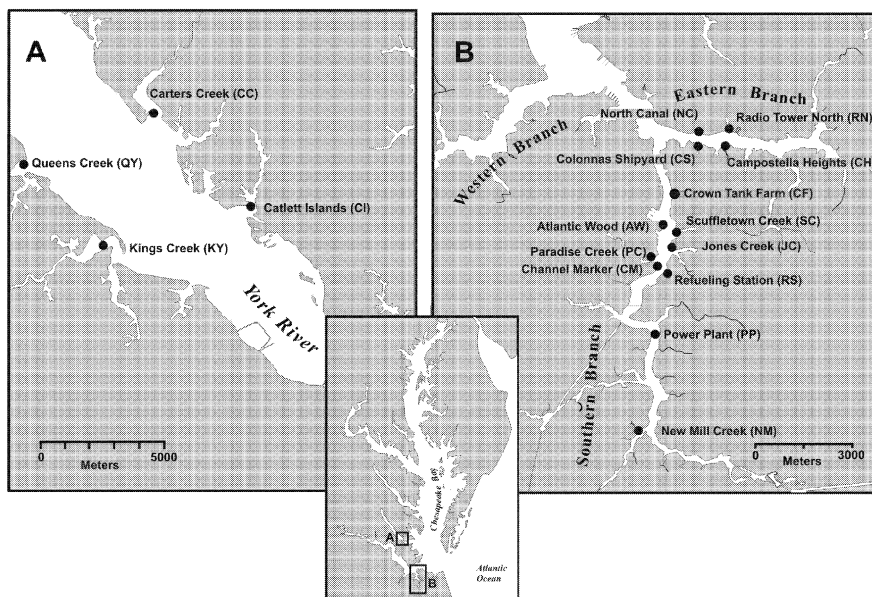 A
Carters Creek (CC)
Queens Creek (QY)
Catlett Islands (CI)
Kings Creek (KY)
York River
0 5000
Meters
B
Eastern Branch
North Canal (NC)
Radio Tower North (RN)
Western Branch
Colonnas Shipyard (CS)
Campostella Heights (CH)
Crown Tank Farm (CF)
Atlantic Wood (AW)
Scuffletown Creek (SC)
Paradise Creek (PC)
Jones Creek (JC)
Channel Marker (CM)
Refueling Station (RS)
Power Plant (PP)
Southern Branch
New Mill Creek (NM)
0 Meters 3000
Chesapeake Bay
A
B
Atlantic
Ocean